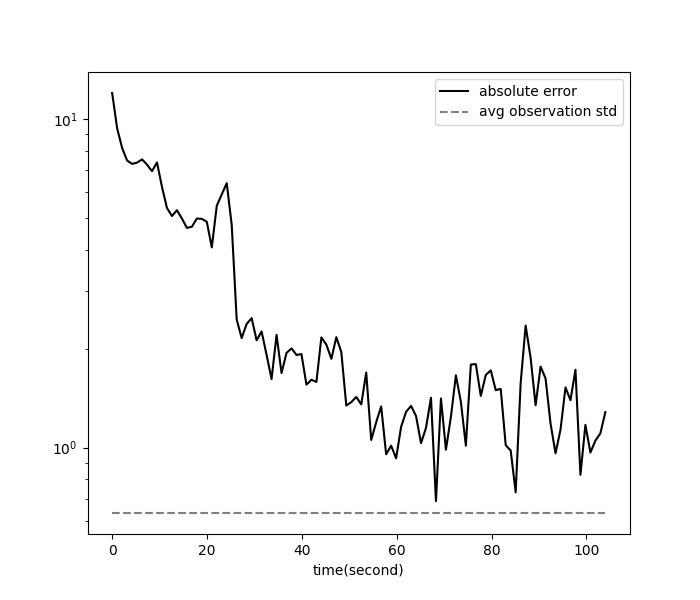 absolute error
avg observation std
10¹
10⁰
0 20 40 60 80 100
time(second)